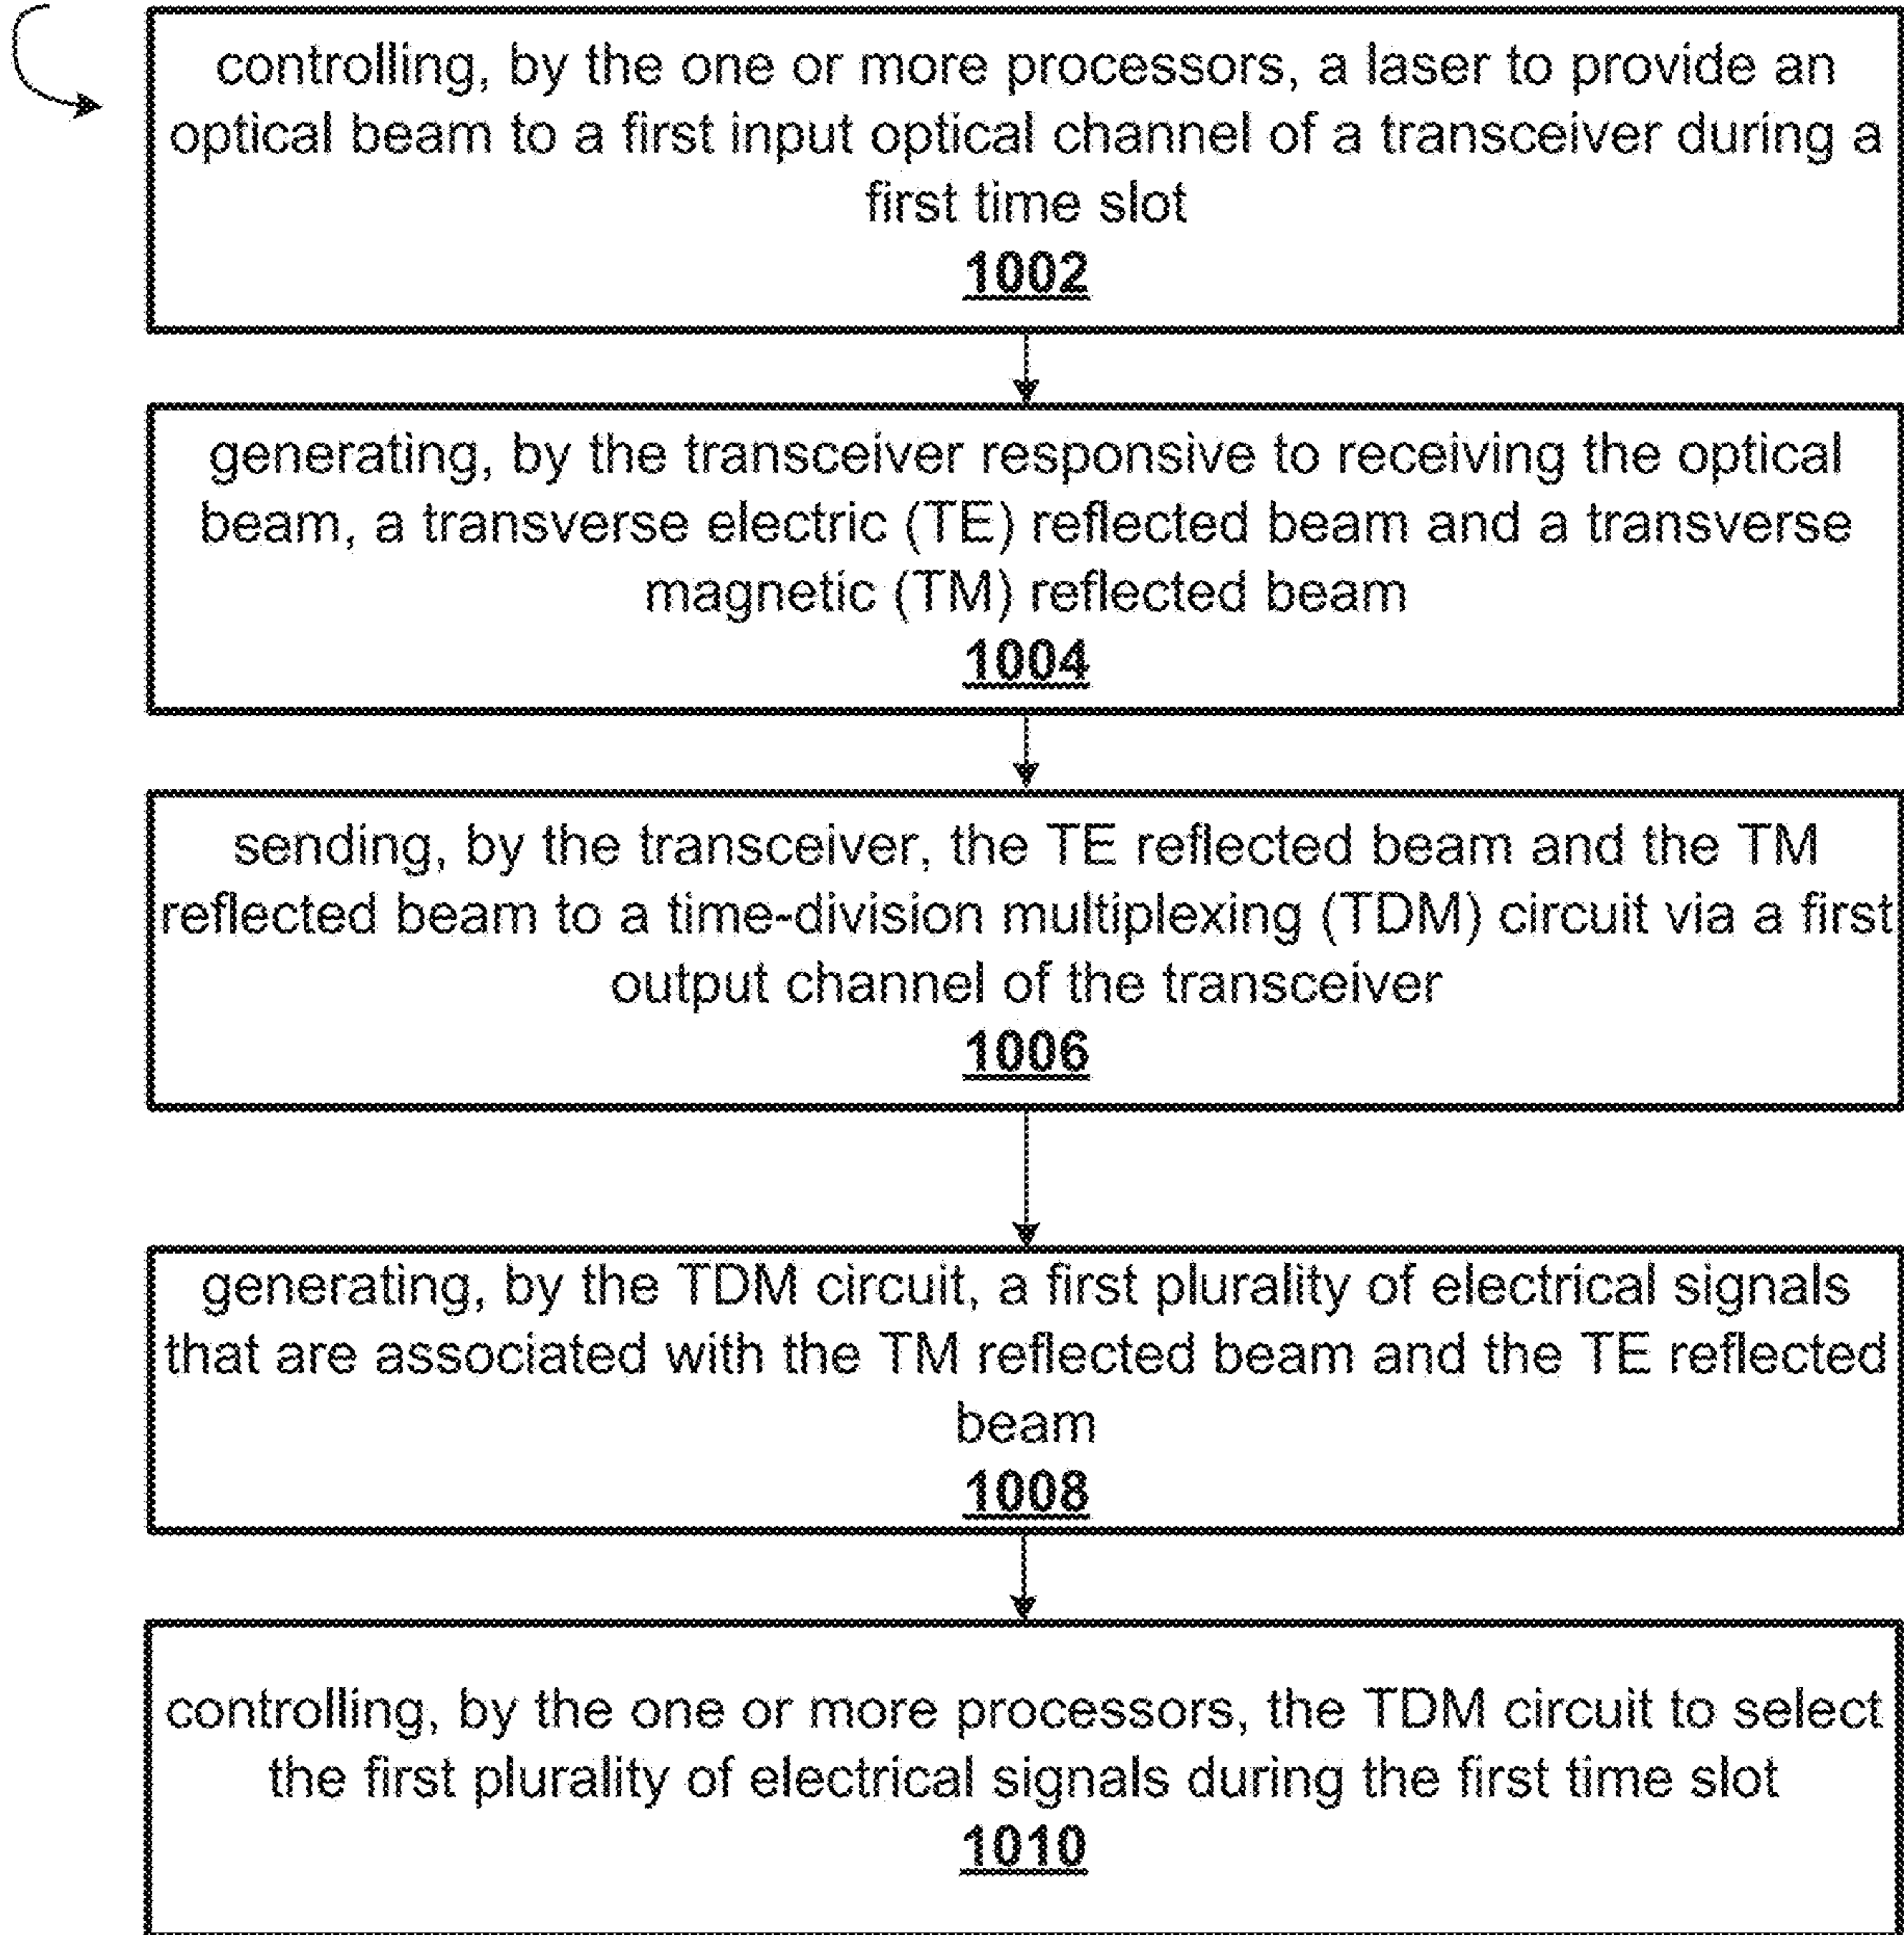 controlling, by the one or more processors, a laser to provide an
optical beam to a first input optical channel of a transceiver during a
first time slot
1002
generating, by the transceiver responsive to receiving the optical
beam, a transverse electric (TE) reflected beam and a transverse
magnetic (TM) reflected beam
1004
sending, by the transceiver, the TE reflected beam and the TM
reflected beam to a time-division multiplexing (TDM) circuit via a first
output channel of the transceiver
1006
generating, by the TDM circuit, a first plurality of electrical signals
that are associated with the TM reflected beam and the TE reflected
beam
1008
controlling, by the one or more processors, the TDM circuit to select
the first plurality of electrical signals during the first time slot
1010